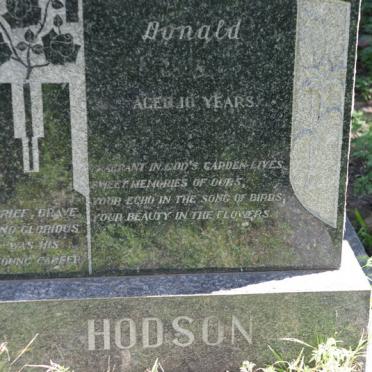 Donald
AGED 10 YEARS
FRAGRANT IN GOD'S GARDEN LIVES,
SWEET MEMORIES OF OURS,
YOUR ECHO IN THE SONG OF BIRDS,
YOUR BEAUTY IN THE FLOWERS.
BRIEF, BRAVE
AND GLORIOUS
WAS HIS
YOUNG CAREER
HODSON